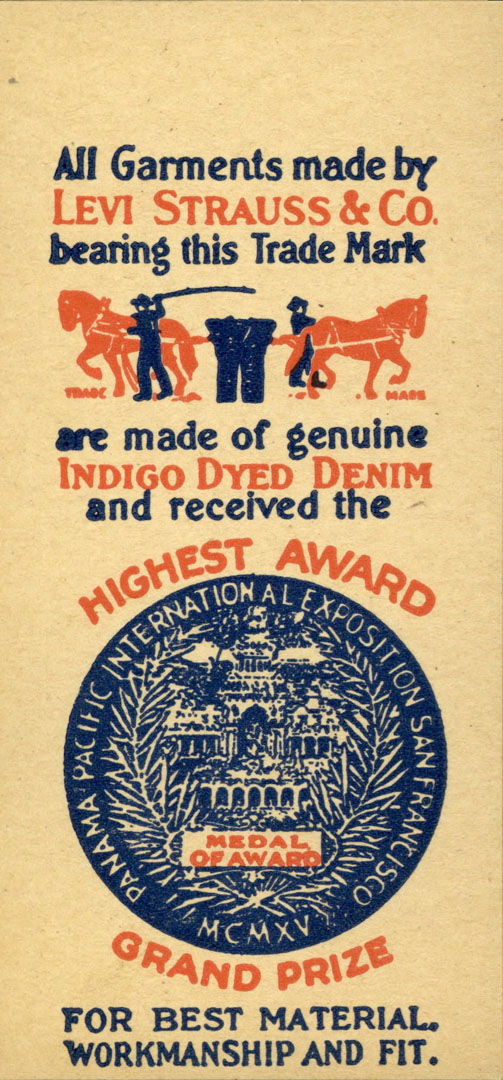 All Garments made by
LEVI STRAUSS & CO.
bearing this Trade Mark
TRADE MARK
are made of genuine
INDIGO DYED DENIM
and received the
HIGHEST AWARD
PANAMA PACIFIC INTERNATIONAL EXPOSITION SAN FRANCISCO
MEDAL
OF AWARD
MCMXV
GRAND PRIZE
FOR BEST MATERIAL.
WORKMANSHIP AND FIT.